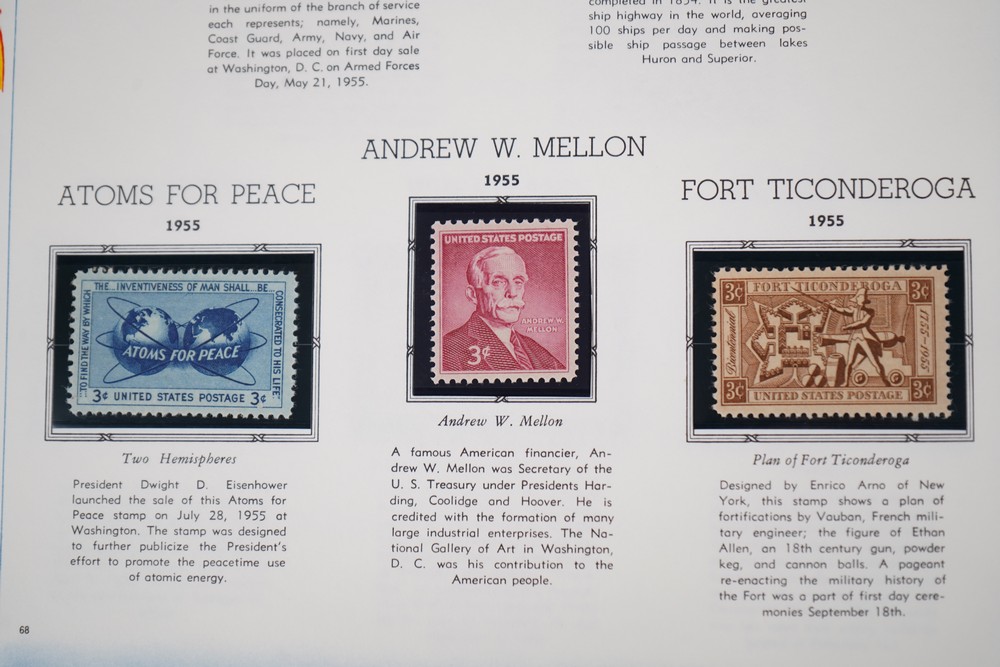 in the uniform of the branch of service
each represents; namely, Marines,
Coast Guard, Army, Navy, and Air
Force. It was placed on first day sale
at Washington, D. C. on Armed Forces
Day, May 21, 1955.
completed in 1854. It is the greatest
ship highway in the world, averaging
100 ships per day and making pos-
sible ship passage between lakes
Huron and Superior.
ATOMS FOR PEACE
1955
THE...INVENTIVENESS OF MAN SHALL...BE...
...TO FIND THE WAY BY WHICH
CONSECRATED TO HIS LIFE
ATOMS FOR PEACE
3¢ UNITED STATES POSTAGE 3¢
Two Hemispheres
President Dwight D. Eisenhower
launched the sale of this Atoms for
Peace stamp on July 28, 1955 at
Washington. The stamp was designed
to further publicize the President's
effort to promote the peacetime use
of atomic energy.
ANDREW W. MELLON
1955
UNITED STATES POSTAGE
ANDREW W.
MELLON
3¢
Andrew W. Mellon
A famous American financier, An-
drew W. Mellon was Secretary of the
U. S. Treasury under Presidents Har-
ding, Coolidge and Hoover. He is
credited with the formation of many
large industrial enterprises. The Na-
tional Gallery of Art in Washington,
D. C. was his contribution to the
American people.
FORT TICONDEROGA
1955
3¢ FORT TICONDEROGA 3¢
Bicentennial
1755-1955
3¢ UNITED STATES POSTAGE 3¢
Plan of Fort Ticonderoga
Designed by Enrico Arno of New
York, this stamp shows a plan of
fortifications by Vauban, French mili-
tary engineer; the figure of Ethan
Allen, an 18th century gun, powder
keg, and cannon balls. A pageant
re-enacting the military history of
the Fort was a part of first day cere-
monies September 18th.
68